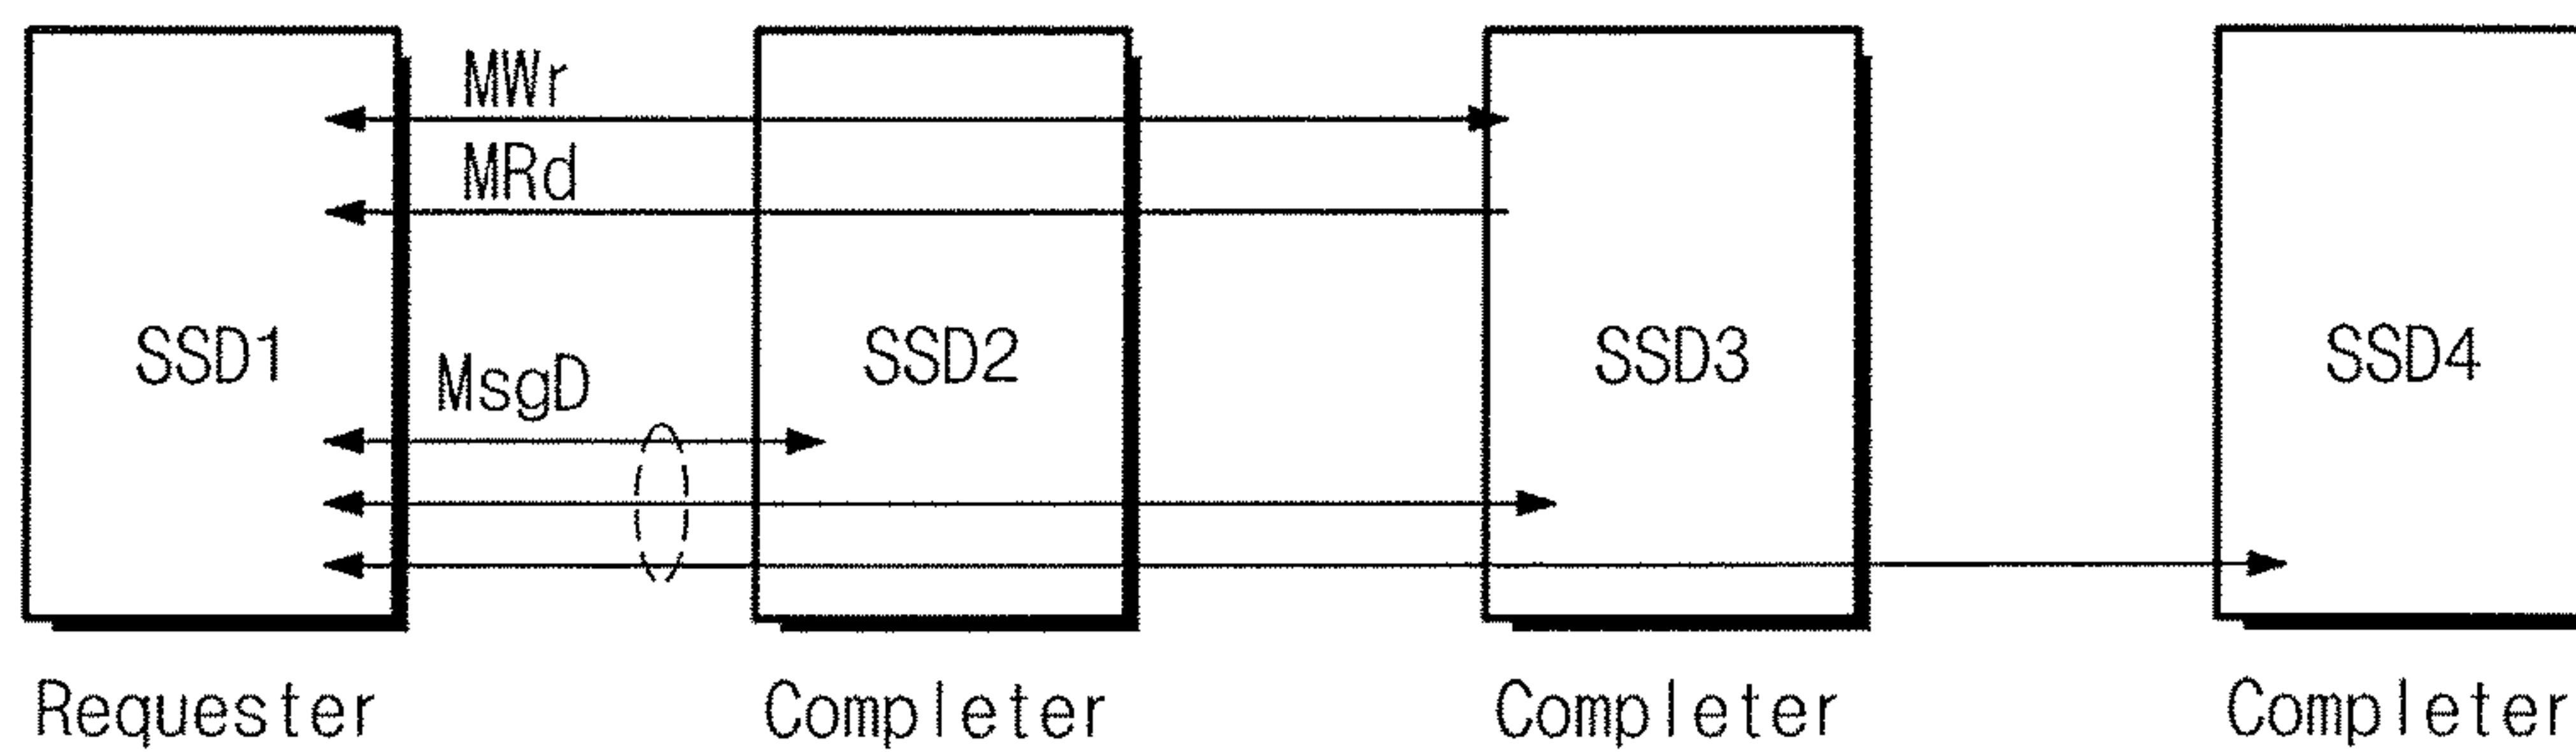 MWr
MRd
SSD1
SSD2
SSD3
SSD4
MsgD
Requester
Completer
Completer
Completer